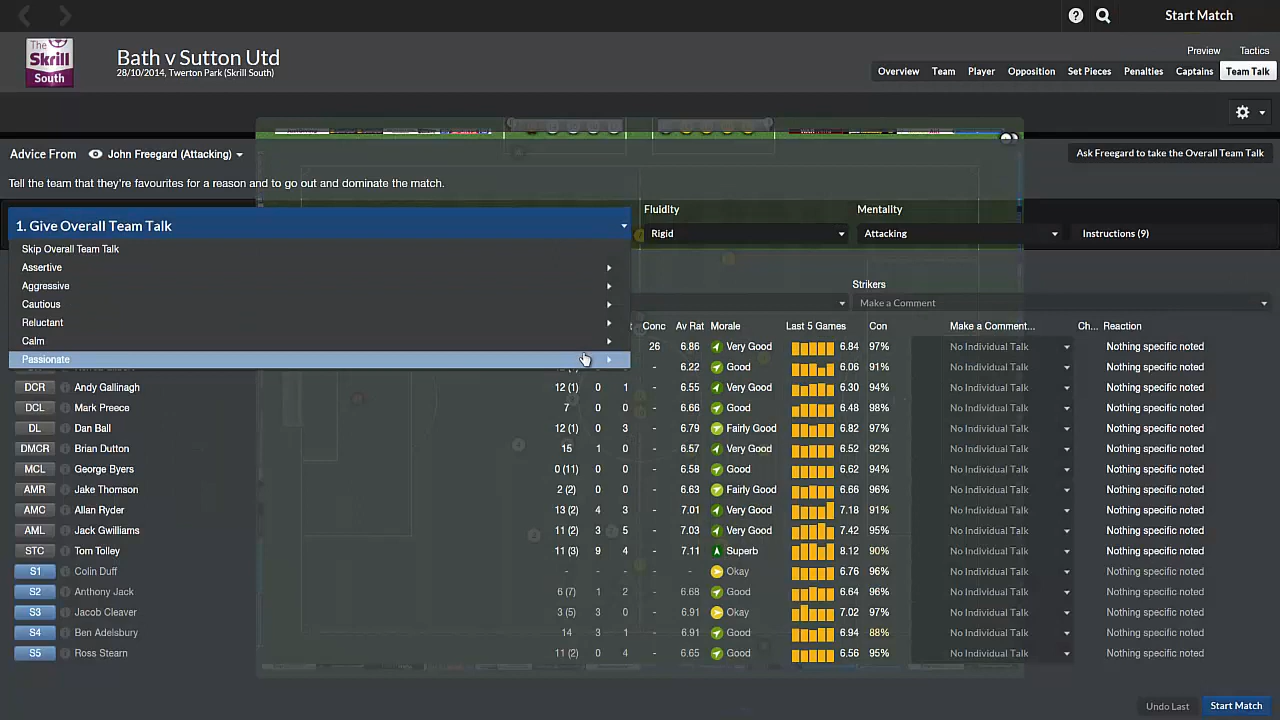 Start Match
The
Skrill
South
Bath v Sutton Utd
28/10/2014, Twerton Park (Skrill South)
Preview Tactics
Overview Team Player Opposition Set Pieces Penalties Captains Team Talk
Advice From John Freegard (Attacking)
Ask Freegard to take the Overall Team Talk
Tell the team that they're favourites for a reason and to go out and dominate the match.
1. Give Overall Team Talk
Fluidity Mentality
Rigid Attacking Instructions (9)
Skip Overall Team Talk
Assertive
Aggressive
Cautious
Reluctant
Calm
Passionate
Strikers
Make a Comment
Conc Av Rat Morale Last 5 Games Con Make a Comment... Ch... Reaction
26 6.86 Very Good 6.84 97% No Individual Talk Nothing specific noted
- 6.22 Good 6.06 91% No Individual Talk Nothing specific noted
DCR Andy Gallinagh 12 (1) 0 1 - 6.55 Very Good 6.30 94% No Individual Talk Nothing specific noted
DCL Mark Preece 7 0 0 - 6.66 Good 6.48 98% No Individual Talk Nothing specific noted
DL Dan Ball 12 (1) 0 3 - 6.79 Fairly Good 6.82 97% No Individual Talk Nothing specific noted
DMCR Brian Dutton 15 1 0 - 6.57 Very Good 6.52 92% No Individual Talk Nothing specific noted
MCL George Byers 0 (11) 0 0 - 6.58 Good 6.62 94% No Individual Talk Nothing specific noted
AMR Jake Thomson 2 (2) 0 0 - 6.63 Fairly Good 6.66 96% No Individual Talk Nothing specific noted
AMC Allan Ryder 13 (2) 4 3 - 7.01 Very Good 7.18 91% No Individual Talk Nothing specific noted
AML Jack Gwilliams 11 (2) 3 5 - 7.03 Very Good 7.42 95% No Individual Talk Nothing specific noted
STC Tom Tolley 11 (3) 9 4 - 7.11 Superb 8.12 90% No Individual Talk Nothing specific noted
S1 Colin Duff - - - - - Okay 6.76 96% No Individual Talk Nothing specific noted
S2 Anthony Jack 6 (7) 1 2 - 6.68 Good 6.64 96% No Individual Talk Nothing specific noted
S3 Jacob Cleaver 3 (5) 3 0 - 6.91 Okay 7.02 97% No Individual Talk Nothing specific noted
S4 Ben Adelsbury 14 3 1 - 6.91 Good 6.94 88% No Individual Talk Nothing specific noted
S5 Ross Stearn 11 (2) 0 4 - 6.65 Good 6.56 95% No Individual Talk Nothing specific noted
Undo Last Start Match